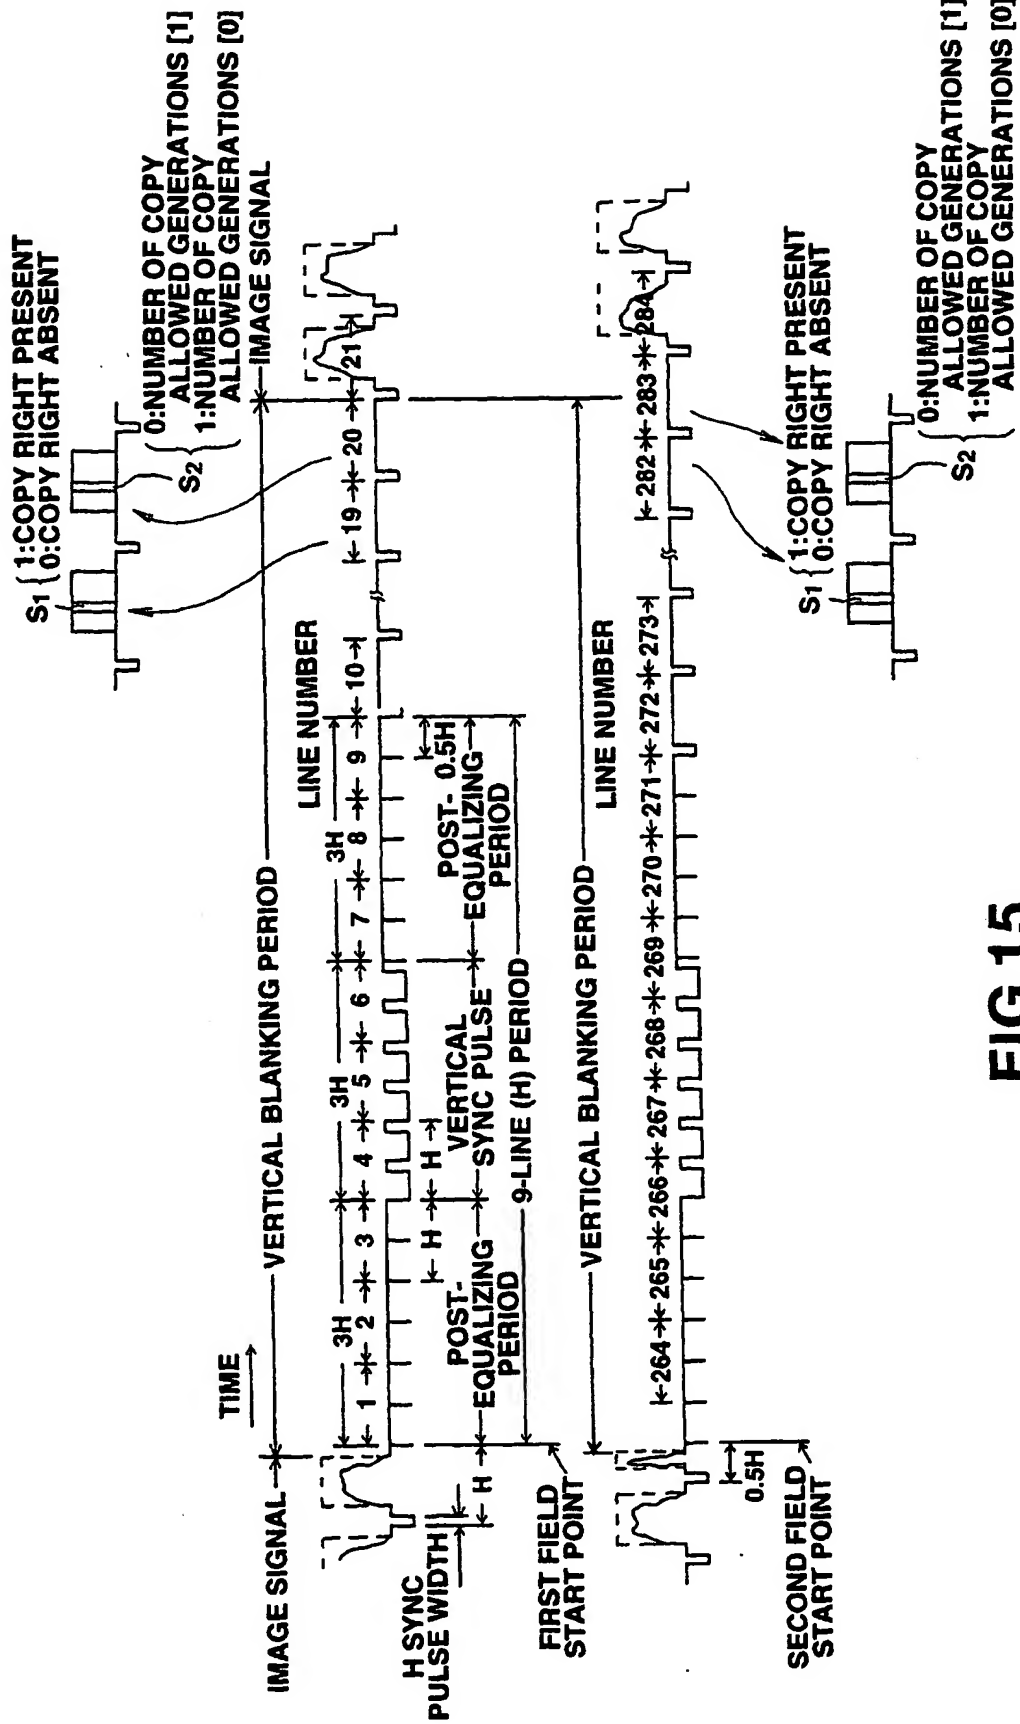 S1 { 1:COPY RIGHT PRESENT
0:COPY RIGHT ABSENT
S2
0:NUMBER OF COPY
ALLOWED GENERATIONS [1]
1:NUMBER OF COPY
ALLOWED GENERATIONS [0]
TIME
IMAGE SIGNAL
VERTICAL BLANKING PERIOD
IMAGE SIGNAL
LINE NUMBER
3H 3H 3H
1 2 3 4 5 6 7 8 9 10 19 20 21
H SYNC
PULSE WIDTH
H
H
H
0.5H
POST-
EQUALIZING
PERIOD
VERTICAL
SYNC PULSE
POST-
EQUALIZING
PERIOD
9-LINE (H) PERIOD
FIRST FIELD
START POINT
VERTICAL BLANKING PERIOD
LINE NUMBER
264 265 266 267 268 269 270 271 272 273 282 283 284
0.5H
SECOND FIELD
START POINT
S1 { 1:COPY RIGHT PRESENT
0:COPY RIGHT ABSENT
S2
0:NUMBER OF COPY
ALLOWED GENERATIONS [1]
1:NUMBER OF COPY
ALLOWED GENERATIONS [0]
FIG.15